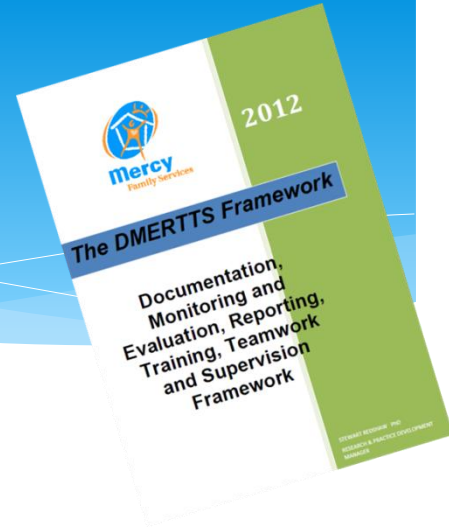 2012
mercy
Family Services
The DMERTTS Framework
Documentation,
Monitoring and
Evaluation, Reporting,
Training, Teamwork
and Supervision
Framework
STEWART REDSHAW PhD
RESEARCH & PRACTICE DEVELOPMENT
MANAGER